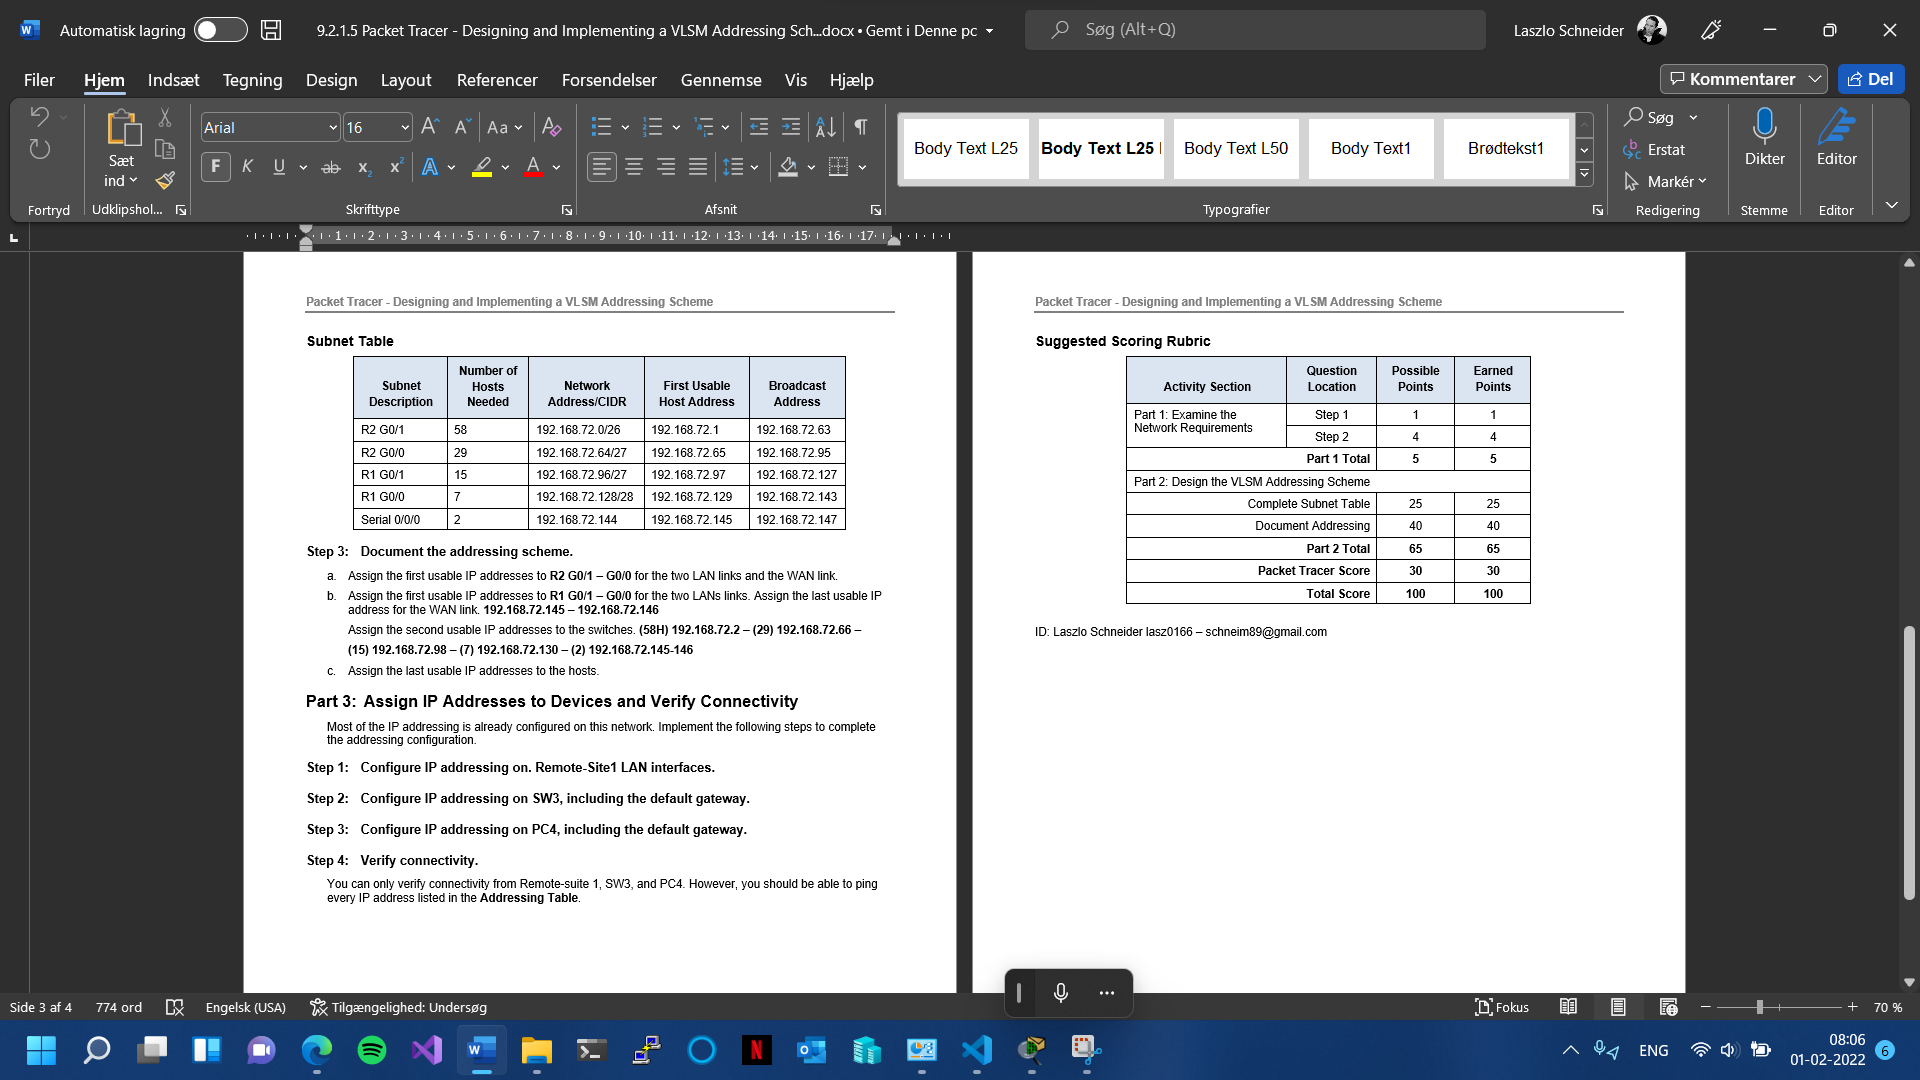 Automatisk lagring
9.2.1.5 Packet Tracer - Designing and Implementing a VLSM Addressing Sch...docx • Gemt i Denne pc
Søg (Alt+Q)
Laszlo Schneider
Filer Hjem Indsæt Tegning Design Layout Referencer Forsendelser Gennemse Vis Hjælp
Kommentarer Del
Sæt ind
Arial 16
Aa
F K U ab x₂ x² A A
Body Text L25 Body Text L25 Body Text L50 Body Text1 Brødtekst1
Søg
Erstat
Markér
Dikter Editor
Fortryd Udklipshol... Skrifttype Afsnit Typografier Redigering Stemme Editor
1 2 3 4 5 6 7 8 9 10 11 12 13 14 15 16 17
Packet Tracer - Designing and Implementing a VLSM Addressing Scheme
Subnet Table
Subnet Description Number of Hosts Needed Network Address/CIDR First Usable Host Address Broadcast Address
R2 G0/1 58 192.168.72.0/26 192.168.72.1 192.168.72.63
R2 G0/0 29 192.168.72.64/27 192.168.72.65 192.168.72.95
R1 G0/1 15 192.168.72.96/27 192.168.72.97 192.168.72.127
R1 G0/0 7 192.168.72.128/28 192.168.72.129 192.168.72.143
Serial 0/0/0 2 192.168.72.144 192.168.72.145 192.168.72.147
Step 3: Document the addressing scheme.
a. Assign the first usable IP addresses to R2 G0/1 – G0/0 for the two LAN links and the WAN link.
b. Assign the first usable IP addresses to R1 G0/1 – G0/0 for the two LANs links. Assign the last usable IP
address for the WAN link. 192.168.72.145 – 192.168.72.146
Assign the second usable IP addresses to the switches. (58H) 192.168.72.2 – (29) 192.168.72.66 –
(15) 192.168.72.98 – (7) 192.168.72.130 – (2) 192.168.72.145-146
c. Assign the last usable IP addresses to the hosts.
Part 3: Assign IP Addresses to Devices and Verify Connectivity
Most of the IP addressing is already configured on this network. Implement the following steps to complete
the addressing configuration.
Step 1: Configure IP addressing on. Remote-Site1 LAN interfaces.
Step 2: Configure IP addressing on SW3, including the default gateway.
Step 3: Configure IP addressing on PC4, including the default gateway.
Step 4: Verify connectivity.
You can only verify connectivity from Remote-suite 1, SW3, and PC4. However, you should be able to ping
every IP address listed in the Addressing Table.
Packet Tracer - Designing and Implementing a VLSM Addressing Scheme
Suggested Scoring Rubric
Activity Section Question Location Possible Points Earned Points
Part 1: Examine the Network Requirements Step 1 1 1
Step 2 4 4
Part 1 Total 5 5
Part 2: Design the VLSM Addressing Scheme
Complete Subnet Table 25 25
Document Addressing 40 40
Part 2 Total 65 65
Packet Tracer Score 30 30
Total Score 100 100
ID: Laszlo Schneider lasz0166 – schneim89@gmail.com
Side 3 af 4 774 ord Engelsk (USA) Tilgængelighed: Undersøg
Fokus 70 %
ENG
08:06
01-02-2022
6